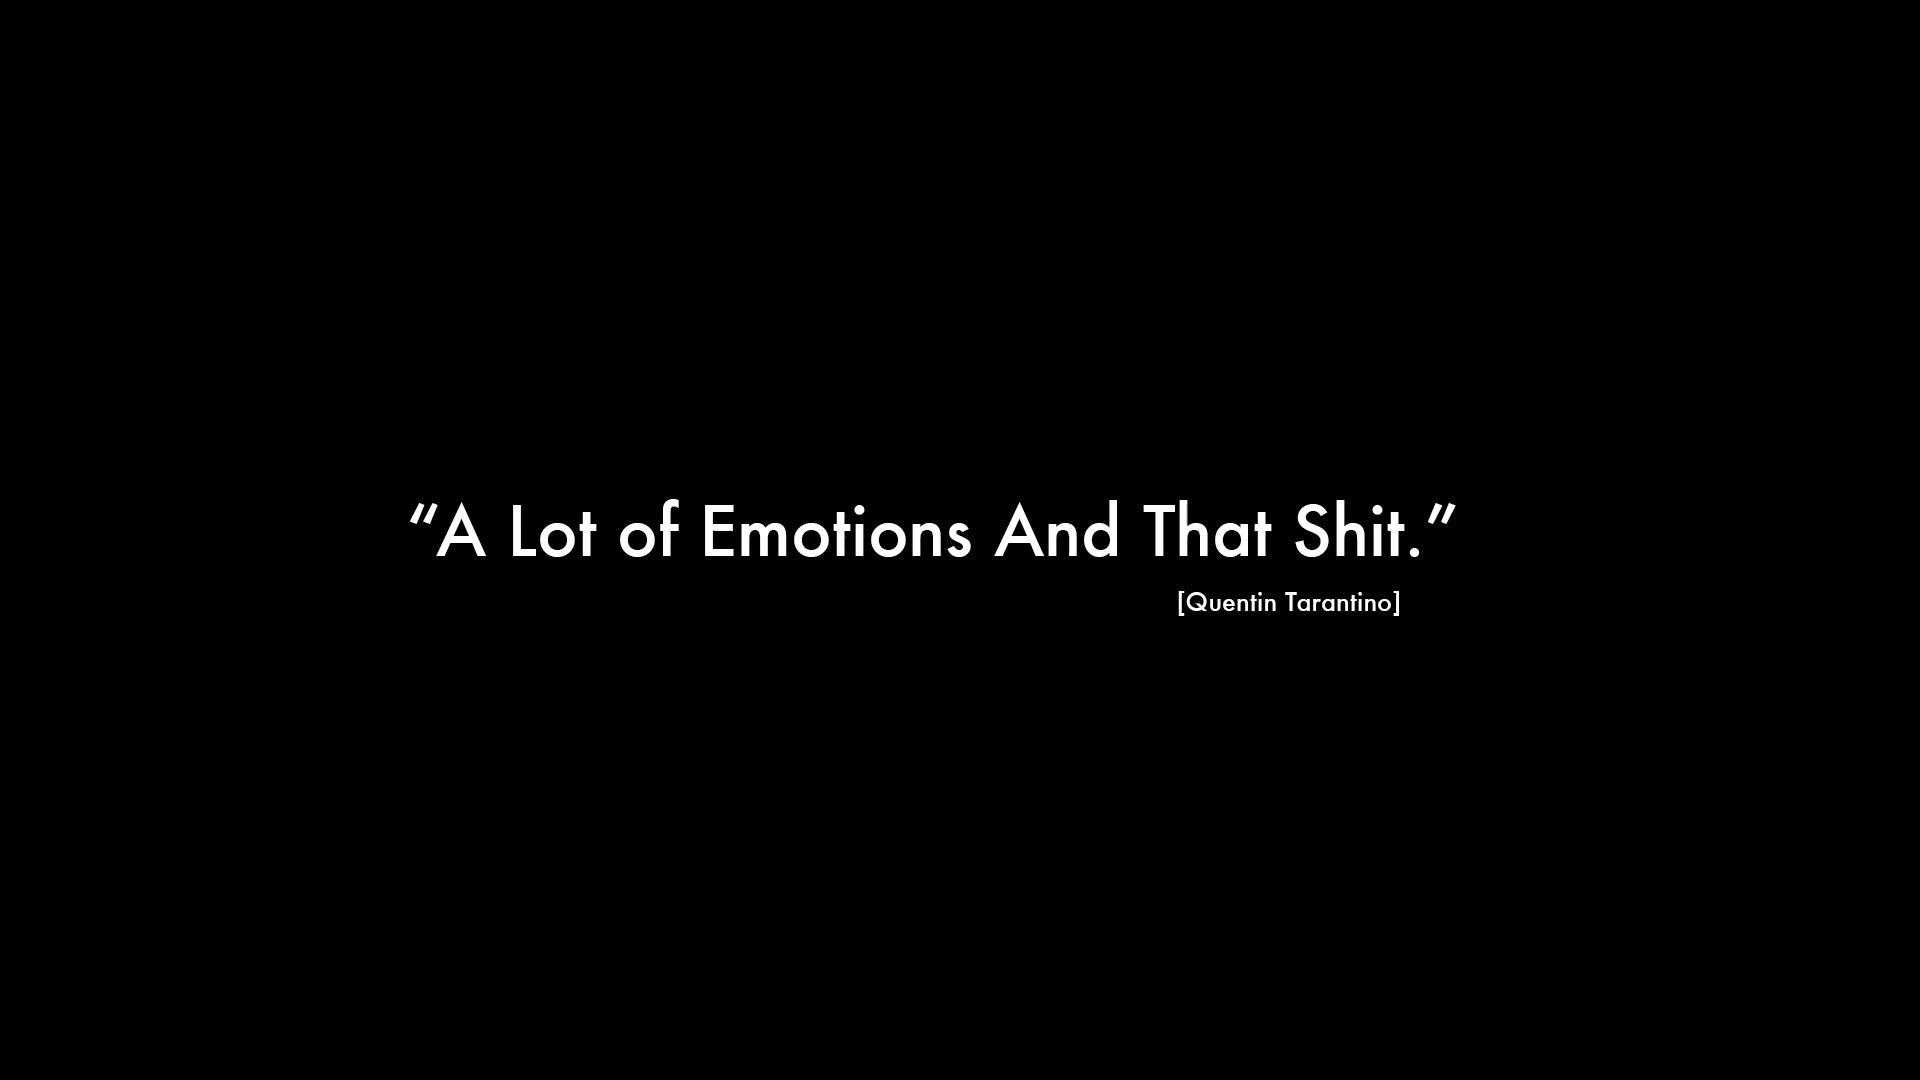 “A Lot of Emotions And That Shit.”
[Quentin Tarantino]